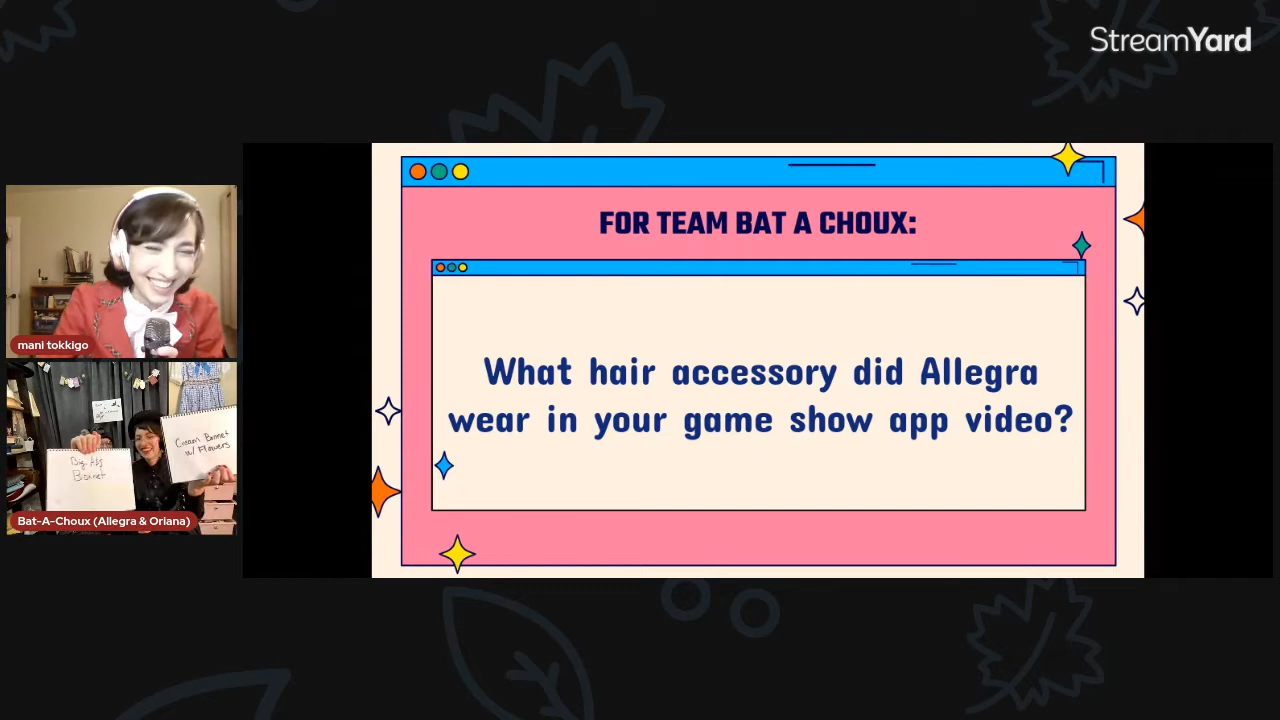 StreamYard
FOR TEAM BAT A CHOUX:
What hair accessory did Allegra
wear in your game show app video?
mani tokkigo
Cream Bonnet
w/ Flowers
Bonnet
Bat-A-Choux (Allegra & Oriana)